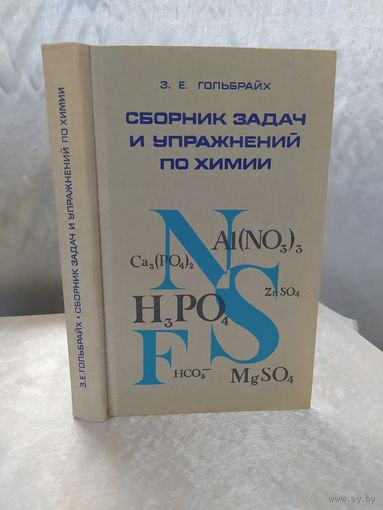 З. Е. ГОЛЬБРАЙХ
СБОРНИК ЗАДАЧ
И УПРАЖНЕНИЙ
ПО ХИМИИ
N
Al(NO₃)₃
Ca₃(PO₄)₂
S
ZnSO₄
H₃PO₄
F
HCO₃⁻
MgSO₄
З.Е.ГОЛЬБРАЙХ · СБОРНИК ЗАДАЧ И УПРАЖНЕНИЙ ПО ХИМИИ
www.ay.by